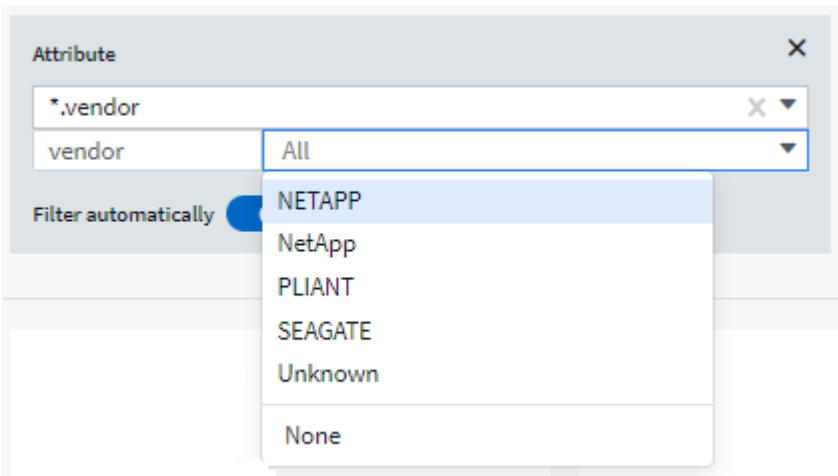 Attribute
*.vendor
vendor All
Filter automatically
NETAPP
NetApp
PLIANT
SEAGATE
Unknown
None